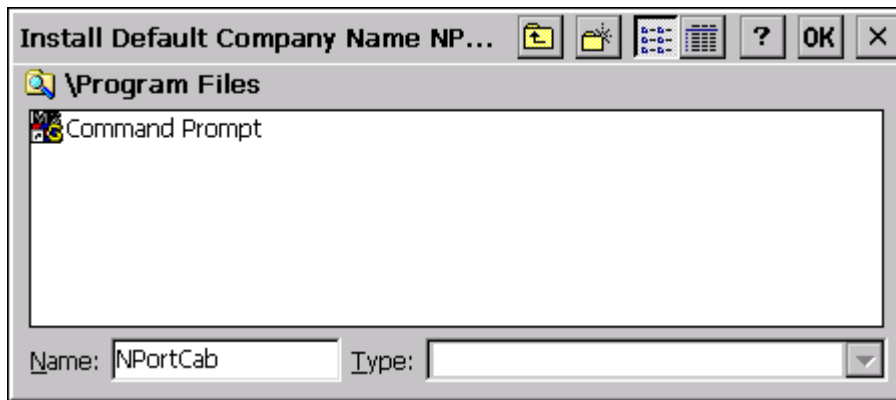 Install Default Company Name NP... ? OK ×
\Program Files
Command Prompt
Name: NPortCab Type: